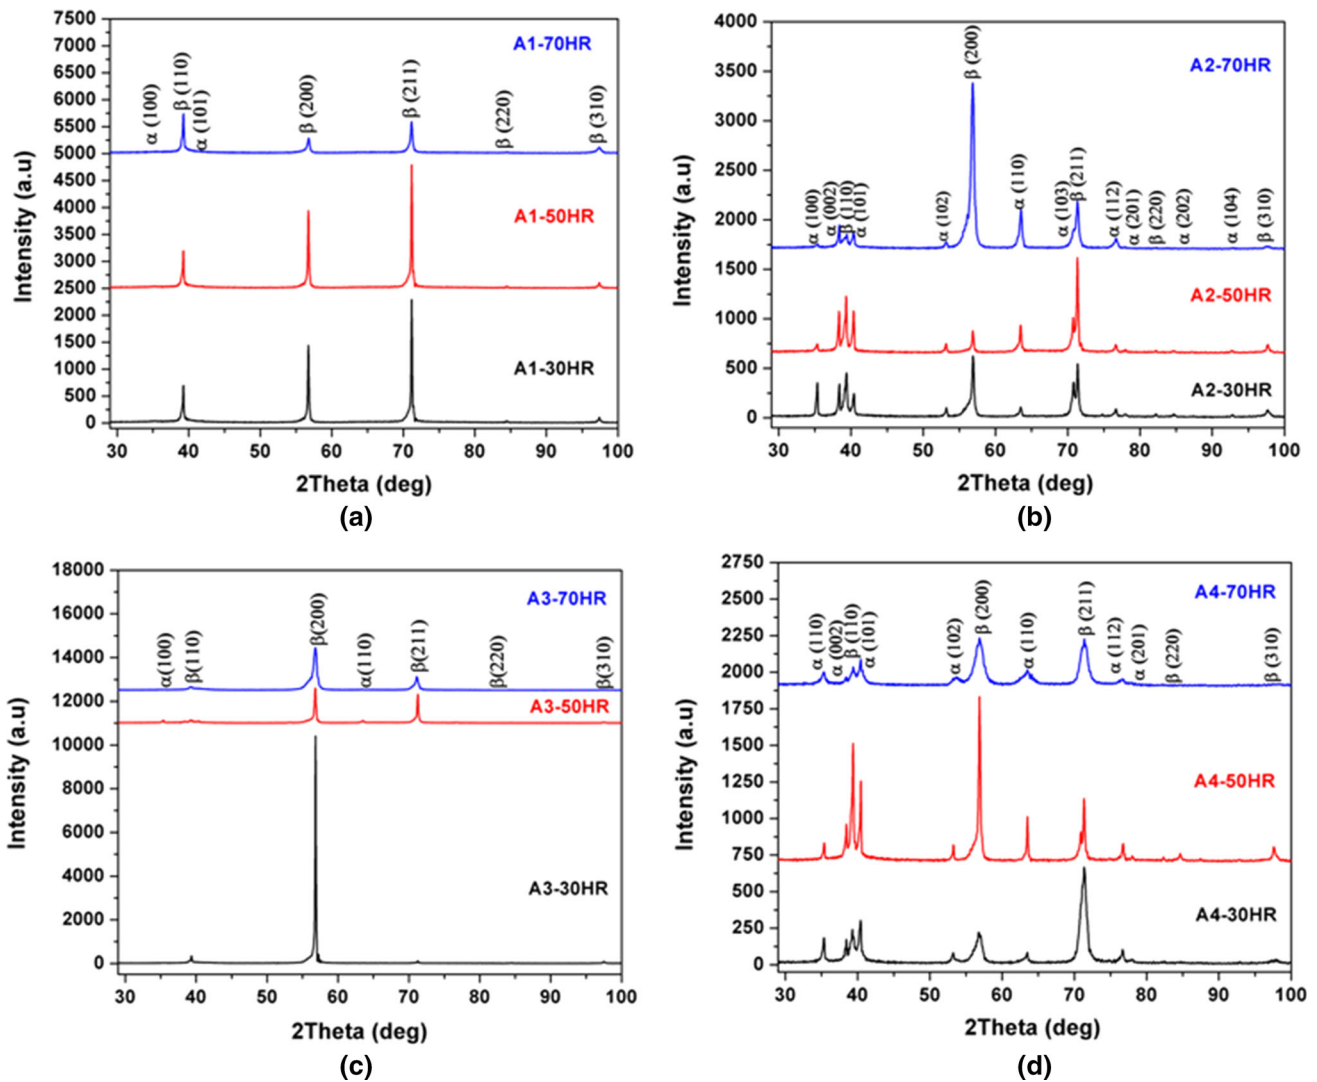 7500
7000
6500
6000
5500
5000
4500
4000
3500
3000
2500
2000
1500
1000
500
0
Intensity (a.u)
α (100)
β (110)
α (101)
β (200)
β (211)
β (220)
β (310)
A1-70HR
A1-50HR
A1-30HR
30 40 50 60 70 80 90 100
2Theta (deg)
(a)
4000
3500
3000
2500
2000
1500
1000
500
0
Intensity (a.u)
α (100)
α (002)
β (110)
α (101)
α (102)
β (200)
α (110)
α (103)
β (211)
α (112)
α (201)
β (220)
α (202)
α (104)
β (310)
A2-70HR
A2-50HR
A2-30HR
30 40 50 60 70 80 90 100
2Theta (deg)
(b)
18000
16000
14000
12000
10000
8000
6000
4000
2000
0
Intensity (a.u)
α(100)
β(110)
β(200)
α(110)
β(211)
β(220)
β(310)
A3-70HR
A3-50HR
A3-30HR
30 40 50 60 70 80 90 100
2Theta (deg)
(c)
2750
2500
2250
2000
1750
1500
1250
1000
750
500
250
0
Intensity (a.u)
α (110)
α (002)
β (110)
α (101)
α (102)
β (200)
α (110)
β (211)
α (112)
α (201)
β (220)
β (310)
A4-70HR
A4-50HR
A4-30HR
30 40 50 60 70 80 90 100
2Theta (deg)
(d)